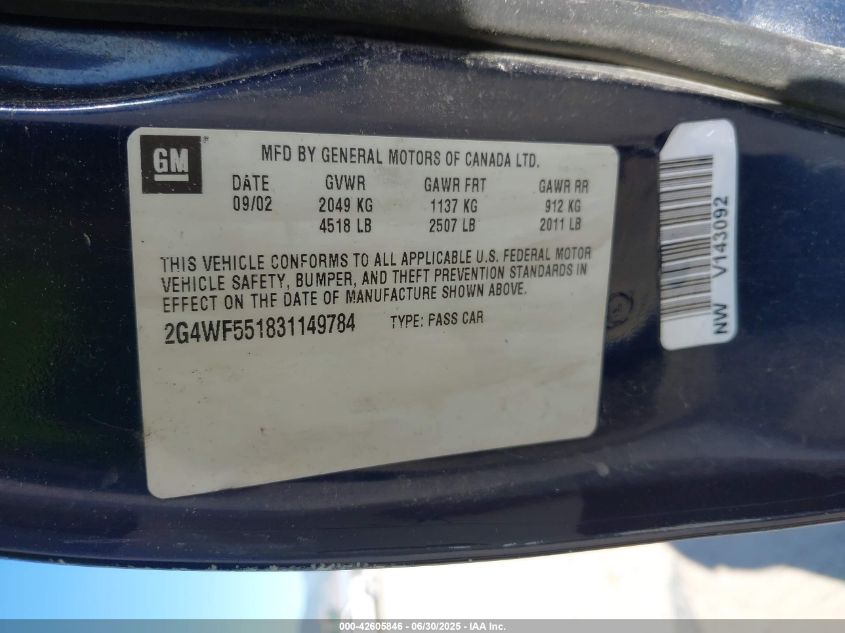 GM
MFD BY GENERAL MOTORS OF CANADA LTD.
DATE GVWR GAWR FRT GAWR RR
09/02 2049 KG 1137 KG 912 KG
4518 LB 2507 LB 2011 LB
THIS VEHICLE CONFORMS TO ALL APPLICABLE U.S. FEDERAL MOTOR
VEHICLE SAFETY, BUMPER, AND THEFT PREVENTION STANDARDS IN
EFFECT ON THE DATE OF MANUFACTURE SHOWN ABOVE.
2G4WF551831149784 TYPE: PASS CAR
NW V143092
000-42605846 - 06/30/2025 - IAA Inc.